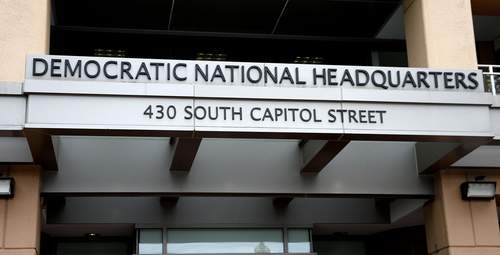 DEMOCRATIC NATIONAL HEADQUARTERS
430 SOUTH CAPITOL STREET